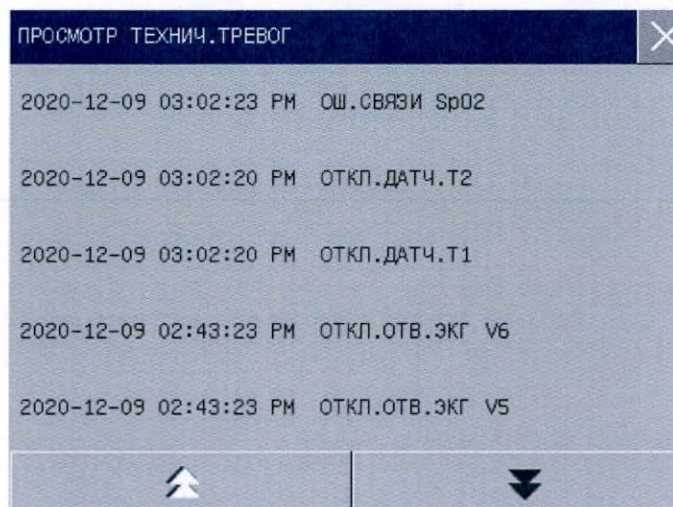 ПРОСМОТР ТЕХНИЧ.ТРЕВОГ
2020-12-09 03:02:23 PM ОШ.СВЯЗИ SpO2
2020-12-09 03:02:20 PM ОТКЛ.ДАТЧ.Т2
2020-12-09 03:02:20 PM ОТКЛ.ДАТЧ.Т1
2020-12-09 02:43:23 PM ОТКЛ.ОТВ.ЭКГ V6
2020-12-09 02:43:23 PM ОТКЛ.ОТВ.ЭКГ V5